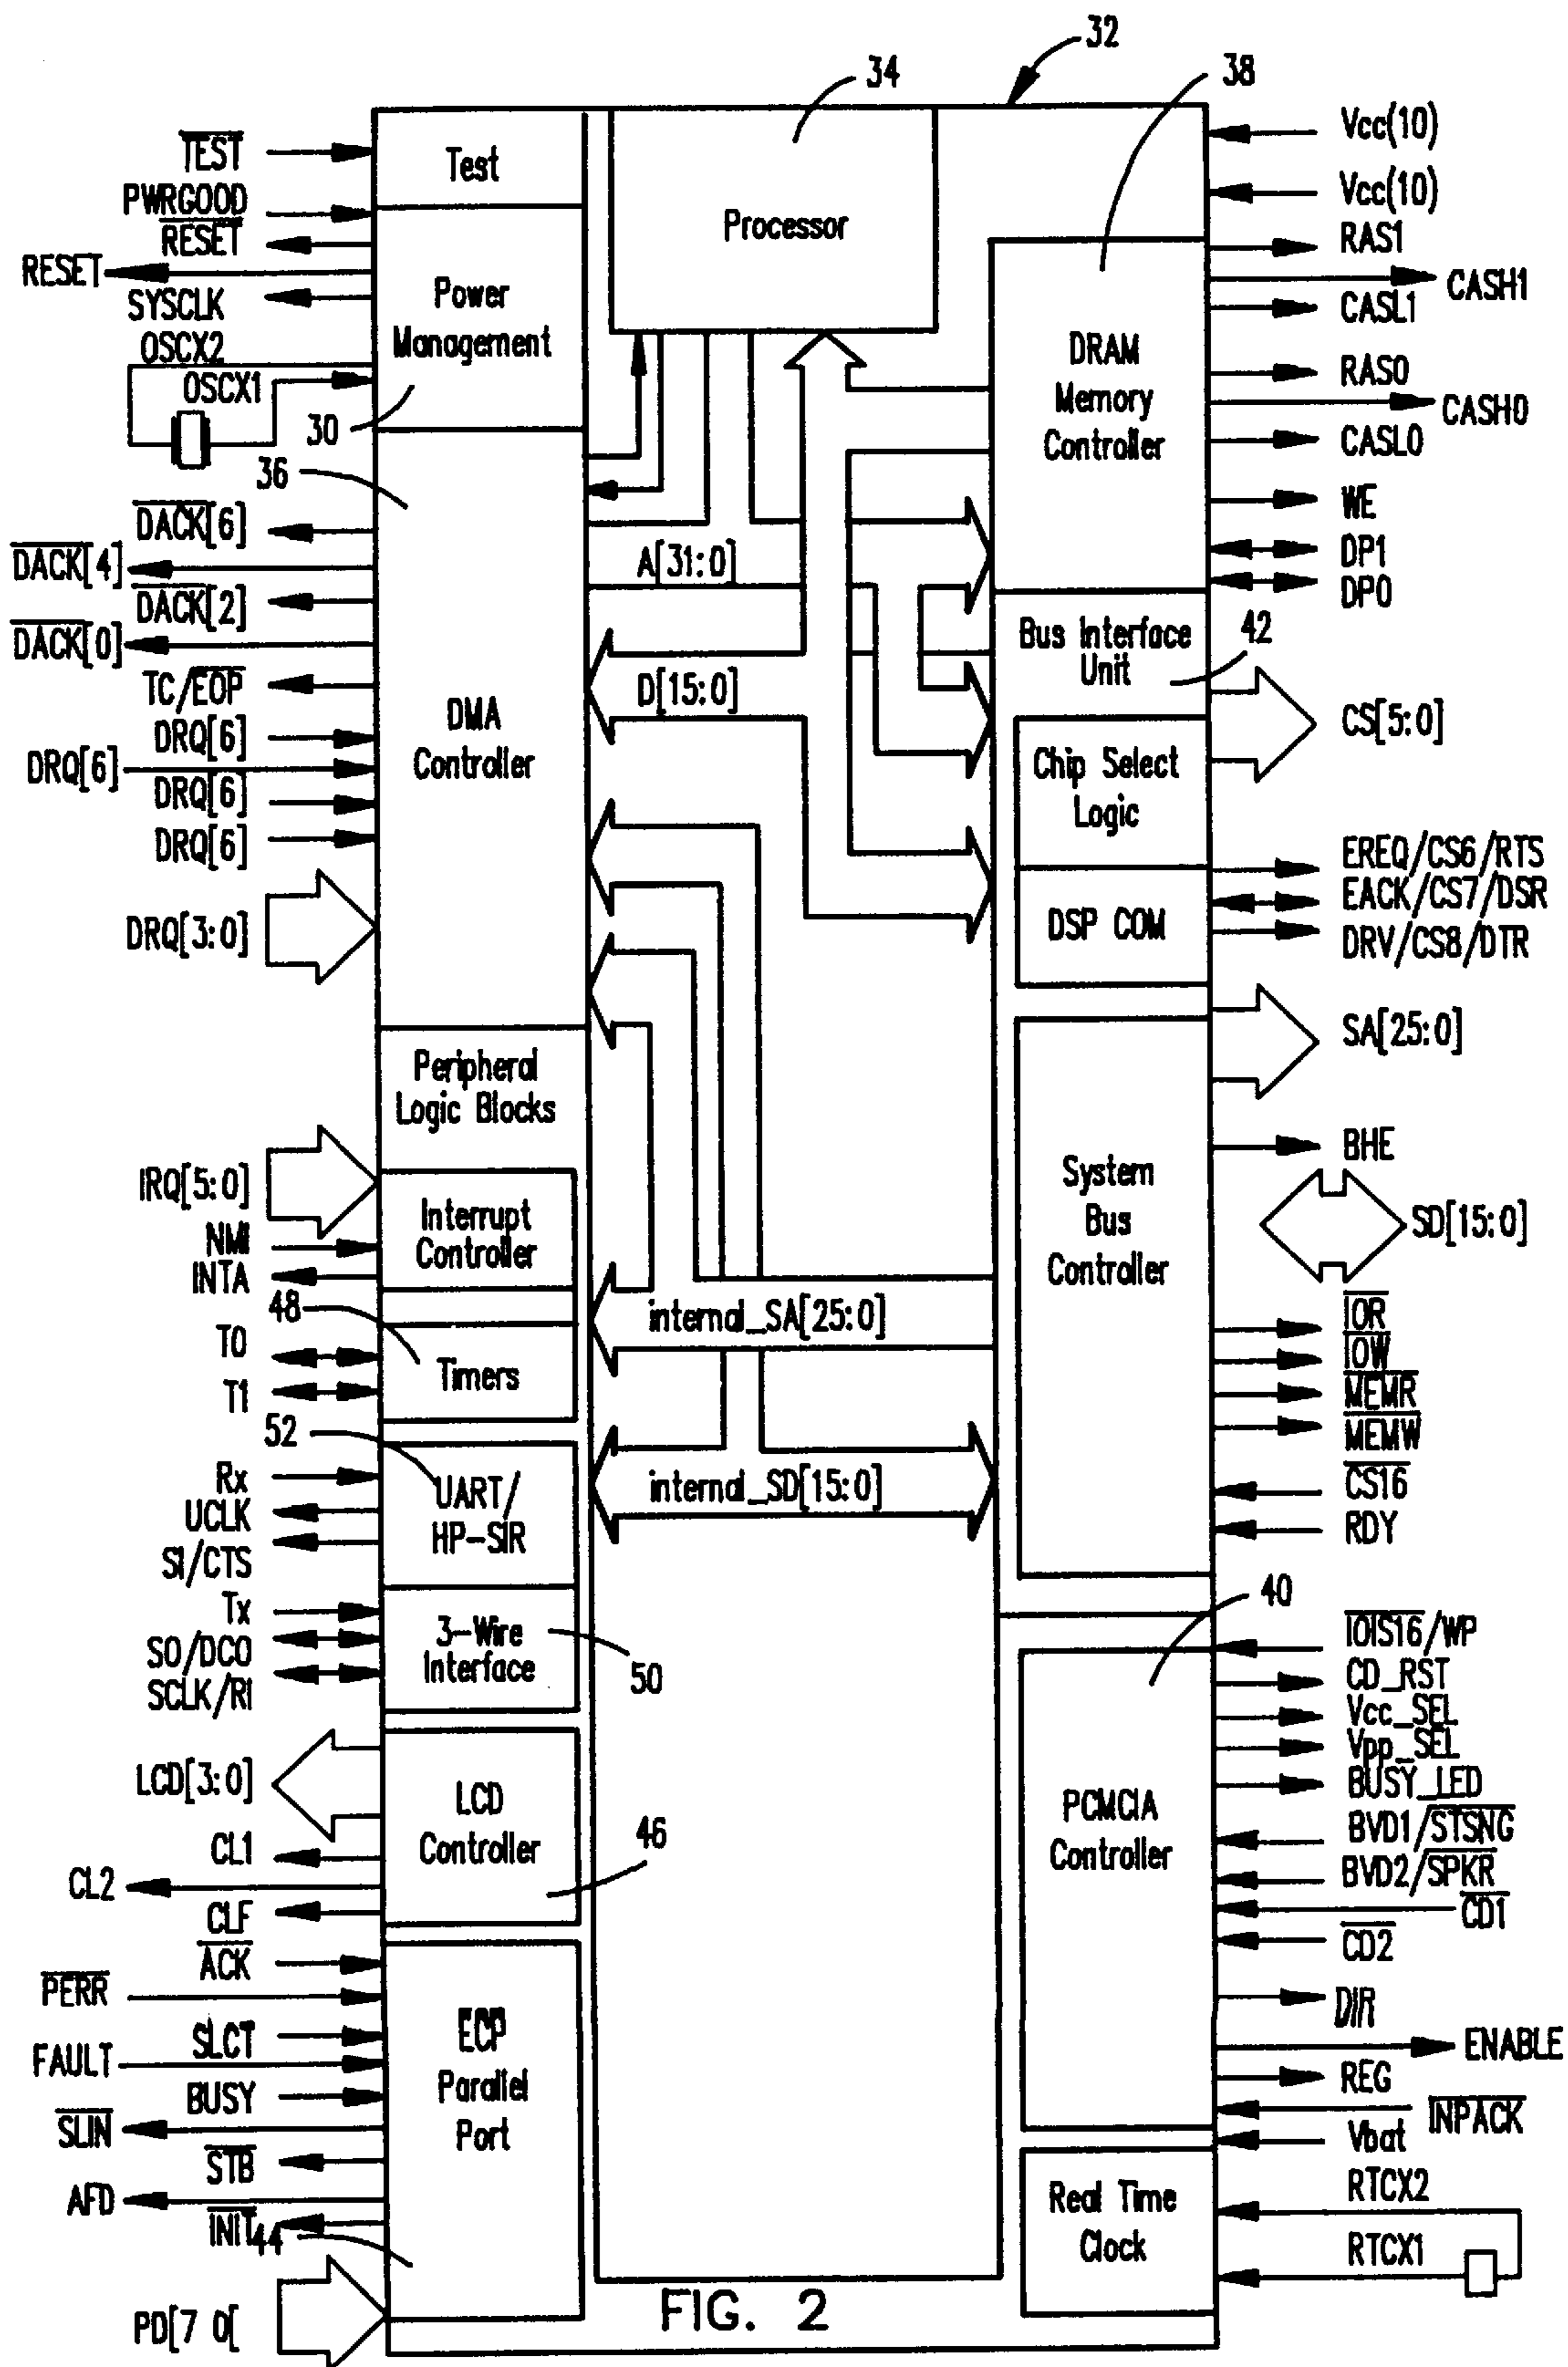 32
34
38
TEST
PWRGOOD
RESET
RESET
SYSCLK
OSCX2
OSCX1
30
36
DACK[6]
DACK[4]
DACK[2]
DACK[0]
TC/EOP
DRQ[6]
DRQ[6]
DRQ[6]
DRQ[6]
DRQ[3:0]
IRQ[5:0]
NMI
INTA
48
T0
T1
52
Rx
UCLK
SI/CTS
Tx
SO/DCO
SCLK/RI
50
LCD[3:0]
CL1
CL2
CLF
46
ACK
PERR
SLCT
FAULT
BUSY
SLIN
STB
AFD
INIT
44
PD[7 0[
Test
Power
Management
DMA
Controller
Peripheral
Logic Blocks
Interrupt
Controller
Timers
UART/
HP-SIR
3-Wire
Interface
LCD
Controller
ECP
Parallel
Port
Processor
A[31:0]
D[15:0]
internal_SA[25:0]
internal_SD[15:0]
DRAM
Memory
Controller
Bus Interface
Unit
42
Chip Select
Logic
DSP COM
System
Bus
Controller
40
PCMCIA
Controller
Real Time
Clock
Vcc(10)
Vcc(10)
RAS1
CASH1
CASL1
RAS0
CASH0
CASL0
WE
DP1
DP0
CS[5:0]
EREQ/CS6/RTS
EACK/CS7/DSR
DRV/CS8/DTR
SA[25:0]
BHE
SD[15:0]
IOR
IOW
MEMR
MEMW
CS16
RDY
IOIS16/WP
CD_RST
Vcc_SEL
Vpp_SEL
BUSY_LED
BVD1/STSNG
BVD2/SPKR
CD1
CD2
DIR
ENABLE
REG
INPACK
Vbat
RTCX2
RTCX1
FIG. 2